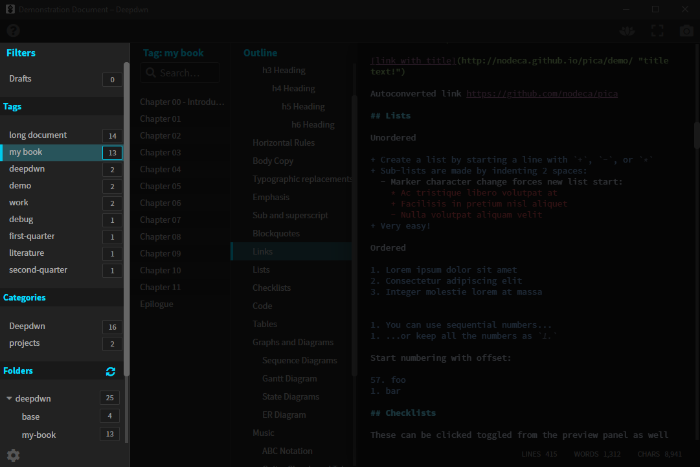 Demonstration Document - Deepdwn
Filters
Drafts 0
Tags
long document 14
my book 13
deepdwn 2
demo 2
work 2
debug 1
first-quarter 1
literature 1
second-quarter 1
Categories
Deepdwn 16
projects 2
Folders
deepdwn 25
base 4
my-book 13
Tag: my book
Search...
Chapter 00 - Introdu...
Chapter 01
Chapter 02
Chapter 03
Chapter 04
Chapter 05
Chapter 06
Chapter 07
Chapter 08
Chapter 09
Chapter 10
Chapter 11
Epilogue
Outline
h3 Heading
h4 Heading
h5 Heading
h6 Heading
Horizontal Rules
Body Copy
Typographic replacements
Emphasis
Sub and superscript
Blockquotes
Links
Lists
Checklists
Code
Tables
Graphs and Diagrams
Sequence Diagrams
Gantt Diagram
State Diagrams
ER Diagram
Music
ABC Notation
[link with title](http://nodeca.github.io/pica/demo/ "title
text!")
Autoconverted link https://github.com/nodeca/pica
## Lists
Unordered
+ Create a list by starting a line with `+`, `-`, or `*`
+ Sub-lists are made by indenting 2 spaces:
- Marker character change forces new list start:
* Ac tristique libero volutpat at
+ Facilisis in pretium nisl aliquet
- Nulla volutpat aliquam velit
+ Very easy!
Ordered
1. Lorem ipsum dolor sit amet
2. Consectetur adipiscing elit
3. Integer molestie lorem at massa
1. You can use sequential numbers...
1. ...or keep all the numbers as `1.`
Start numbering with offset:
57. foo
1. bar
## Checklists
These can be clicked toggled from the preview panel as well
LINES 415 WORDS 1,312 CHARS 8,941